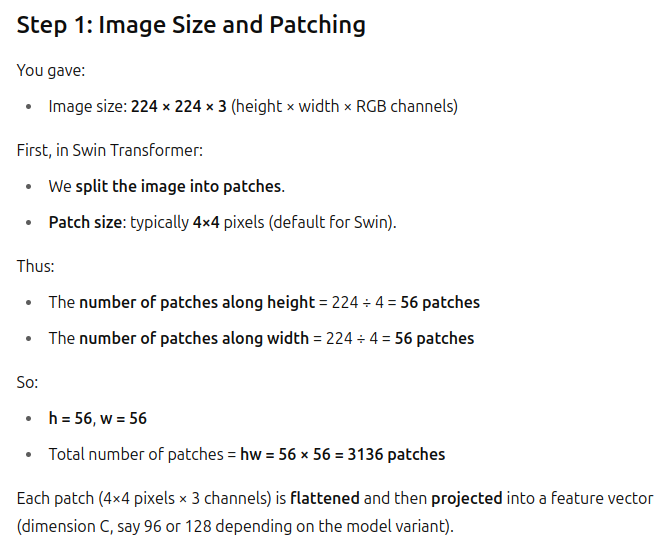 Step 1: Image Size and Patching
You gave:
• Image size: 224 × 224 × 3 (height × width × RGB channels)
First, in Swin Transformer:
• We split the image into patches.
• Patch size: typically 4×4 pixels (default for Swin).
Thus:
• The number of patches along height = 224 ÷ 4 = 56 patches
• The number of patches along width = 224 ÷ 4 = 56 patches
So:
• h = 56, w = 56
• Total number of patches = hw = 56 × 56 = 3136 patches
Each patch (4×4 pixels × 3 channels) is flattened and then projected into a feature vector
(dimension C, say 96 or 128 depending on the model variant).